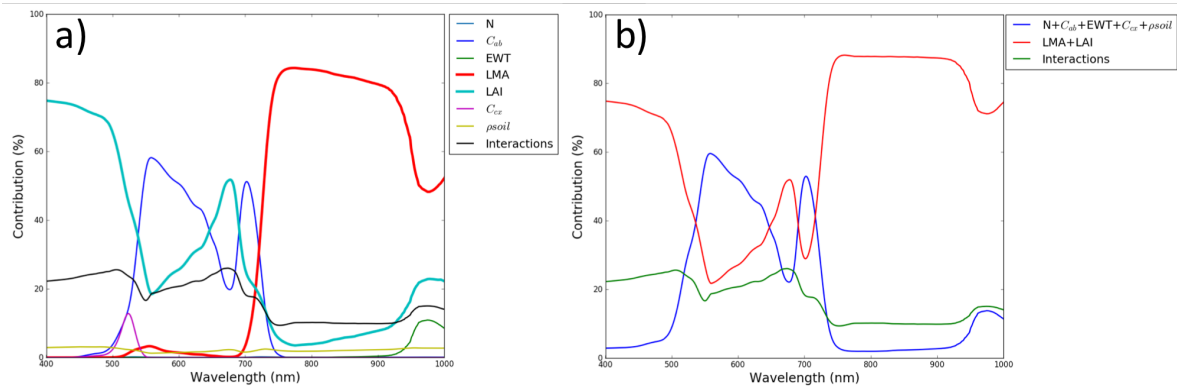 a)
Contribution (%)
100
80
60
40
20
0
400 500 600 700 800 900 1000
Wavelength (nm)
N
C_ab
EWT
LMA
LAI
C_cx
ρsoil
Interactions
b)
Contribution (%)
100
80
60
40
20
0
400 500 600 700 800 900 1000
Wavelength (nm)
N+C_ab+EWT+C_cx+ρsoil
LMA+LAI
Interactions